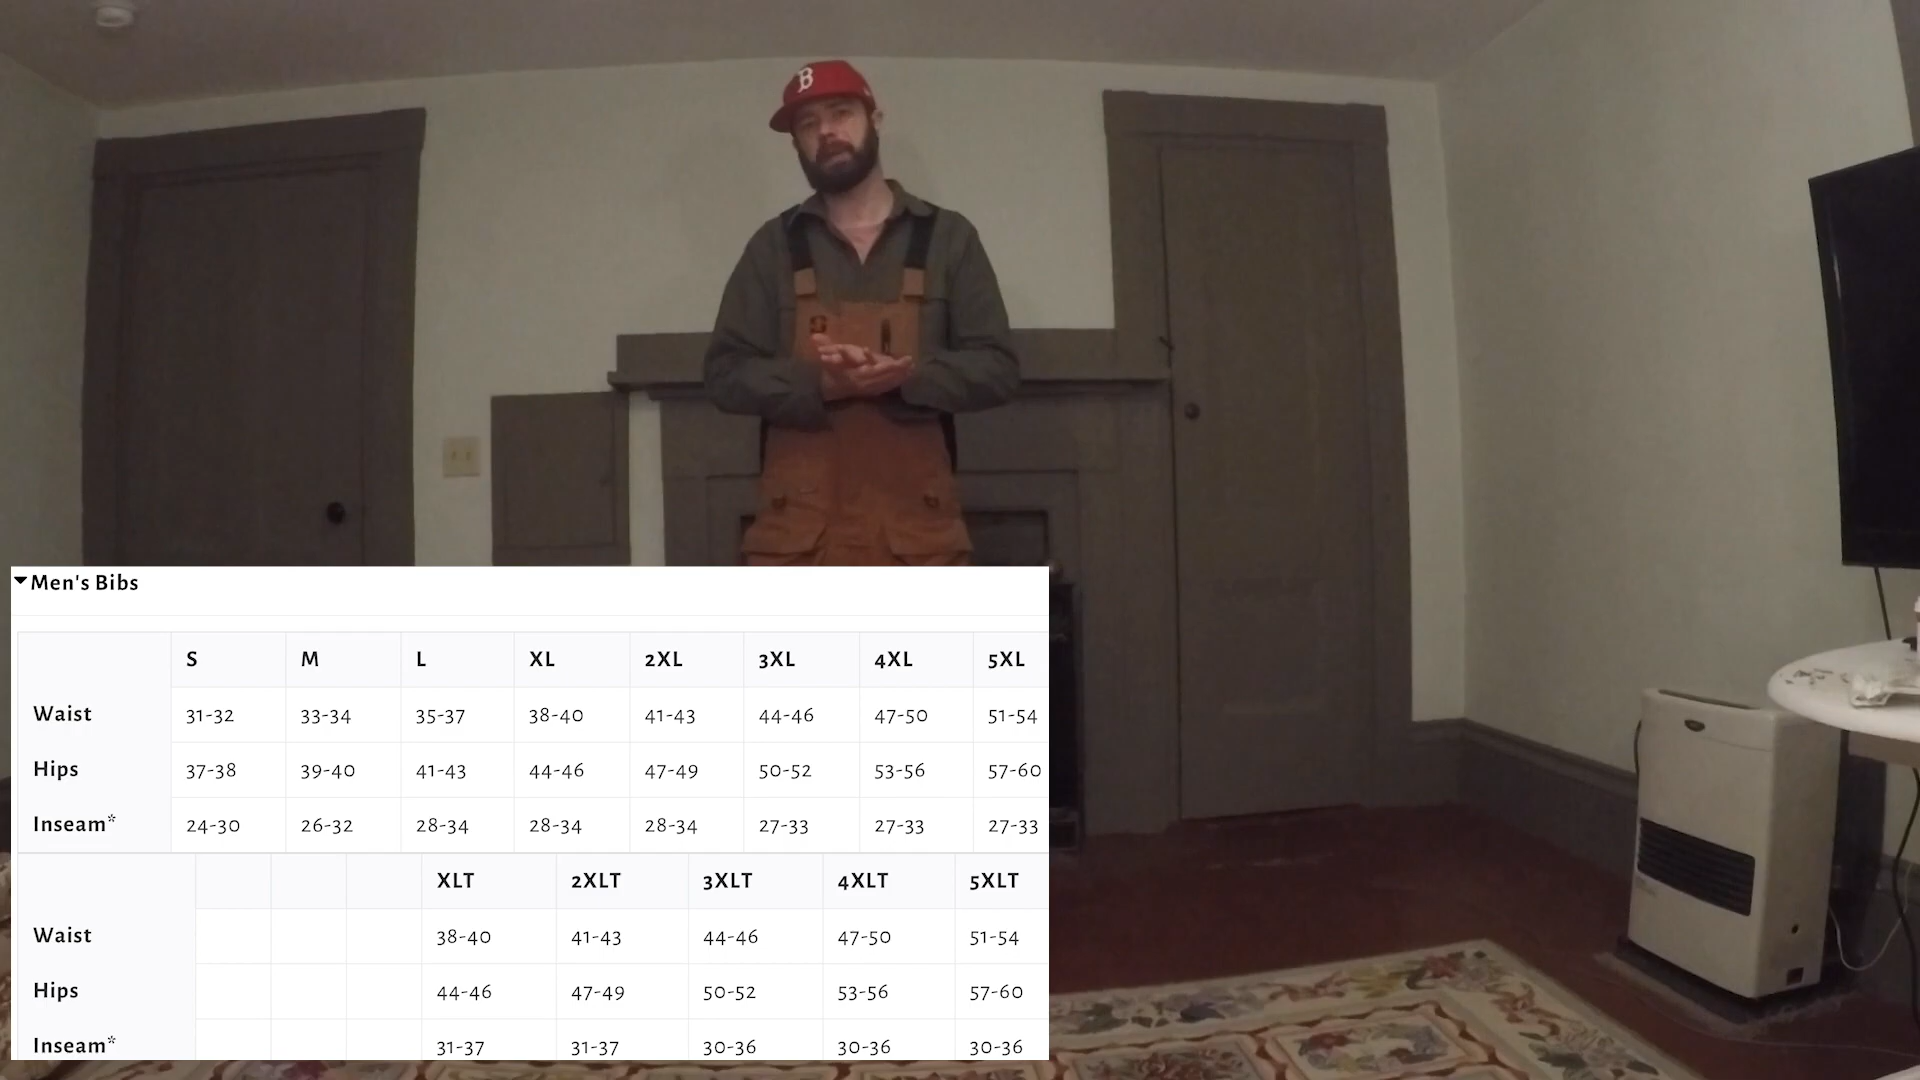 B
Men's Bibs
S M L XL 2XL 3XL 4XL 5XL
Waist 31-32 33-34 35-37 38-40 41-43 44-46 47-50 51-54
Hips 37-38 39-40 41-43 44-46 47-49 50-52 53-56 57-60
Inseam* 24-30 26-32 28-34 28-34 28-34 27-33 27-33 27-33
XLT 2XLT 3XLT 4XLT 5XLT
Waist 38-40 41-43 44-46 47-50 51-54
Hips 44-46 47-49 50-52 53-56 57-60
Inseam* 31-37 31-37 30-36 30-36 30-36